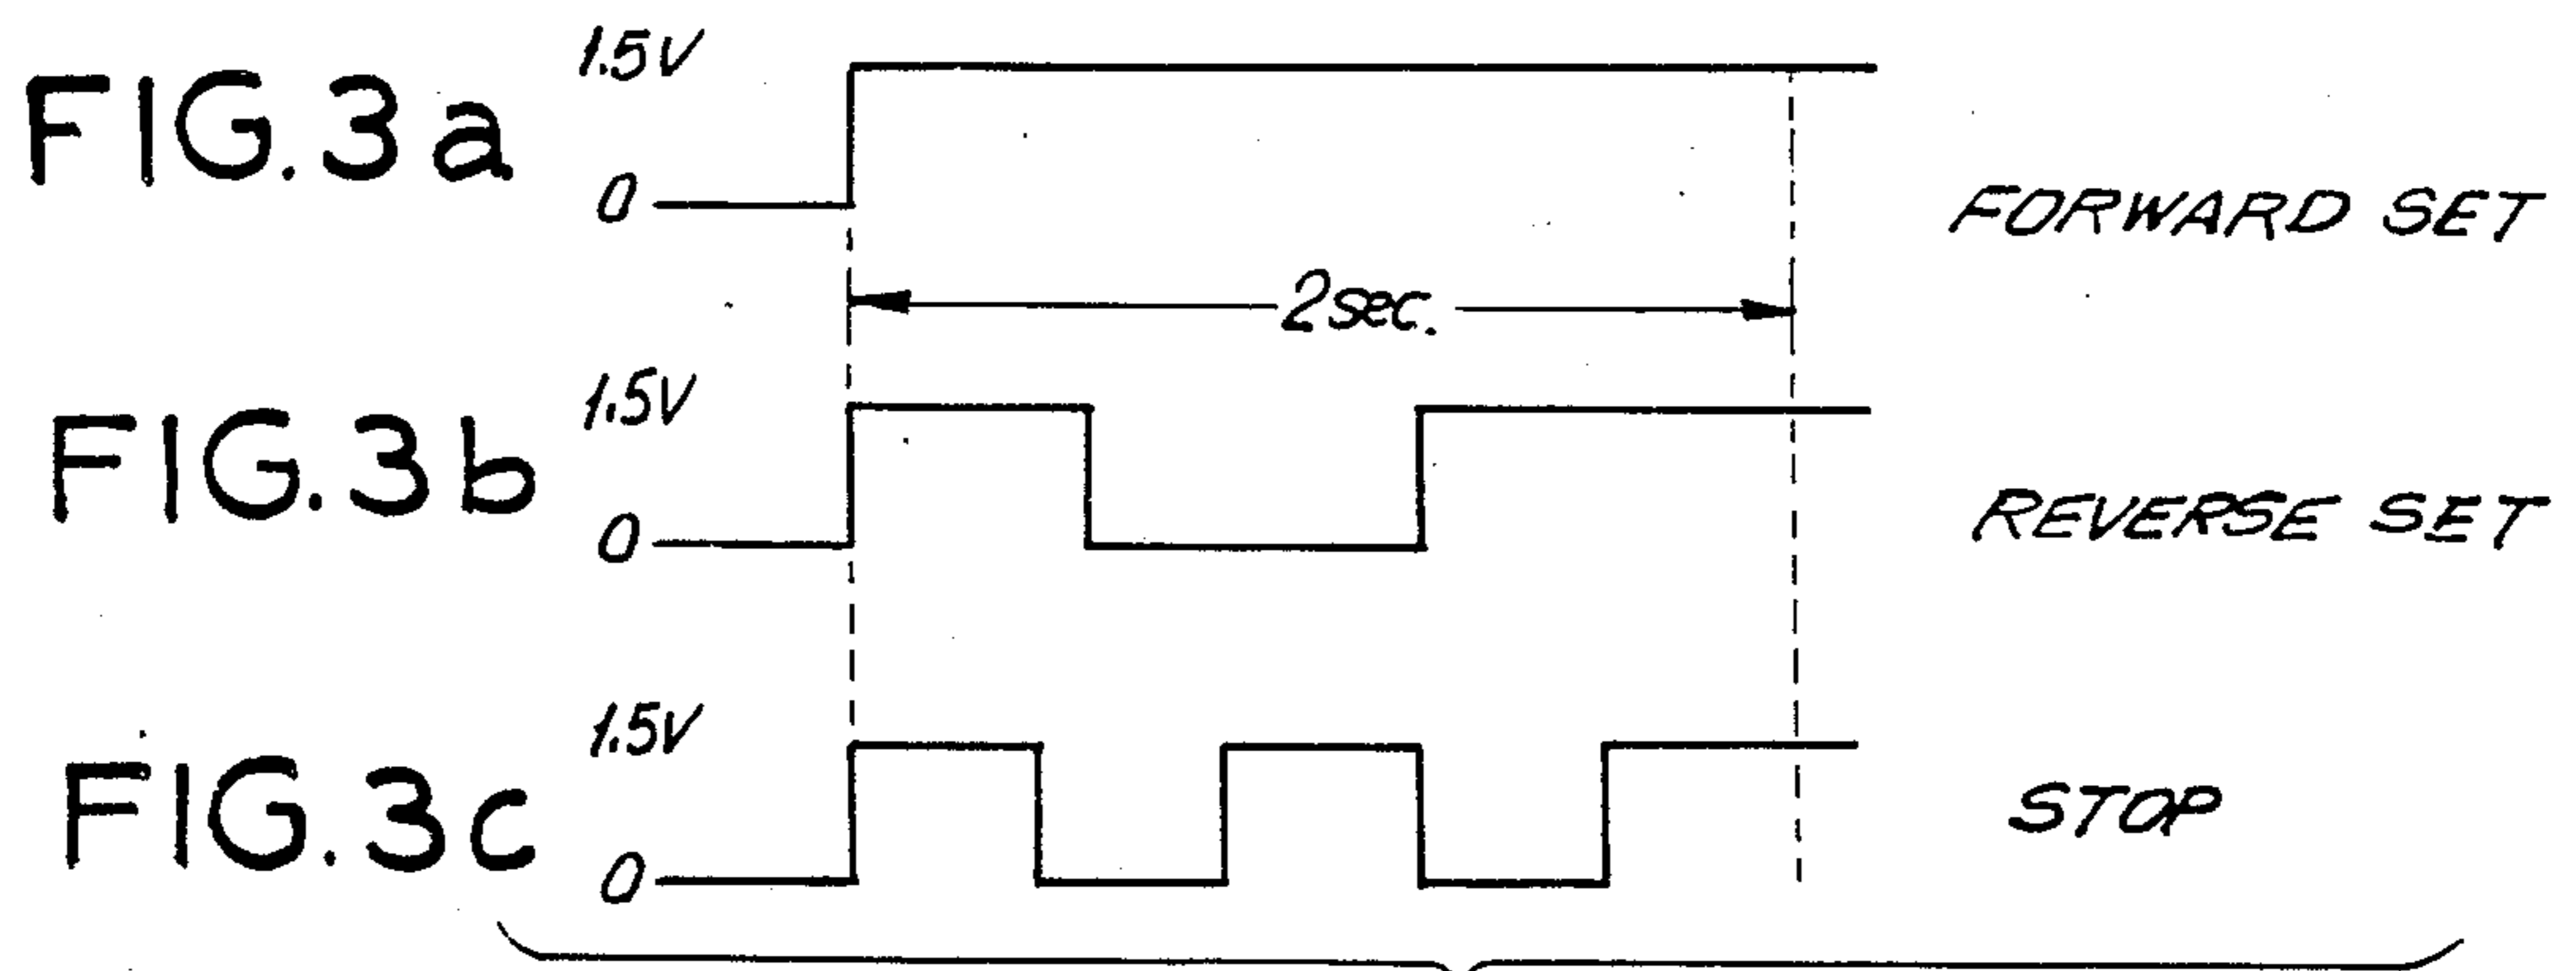 FIG.3a
1.5V
0
FORWARD SET
2sec.
FIG.3b
1.5V
0
REVERSE SET
FIG.3c
1.5V
0
STOP